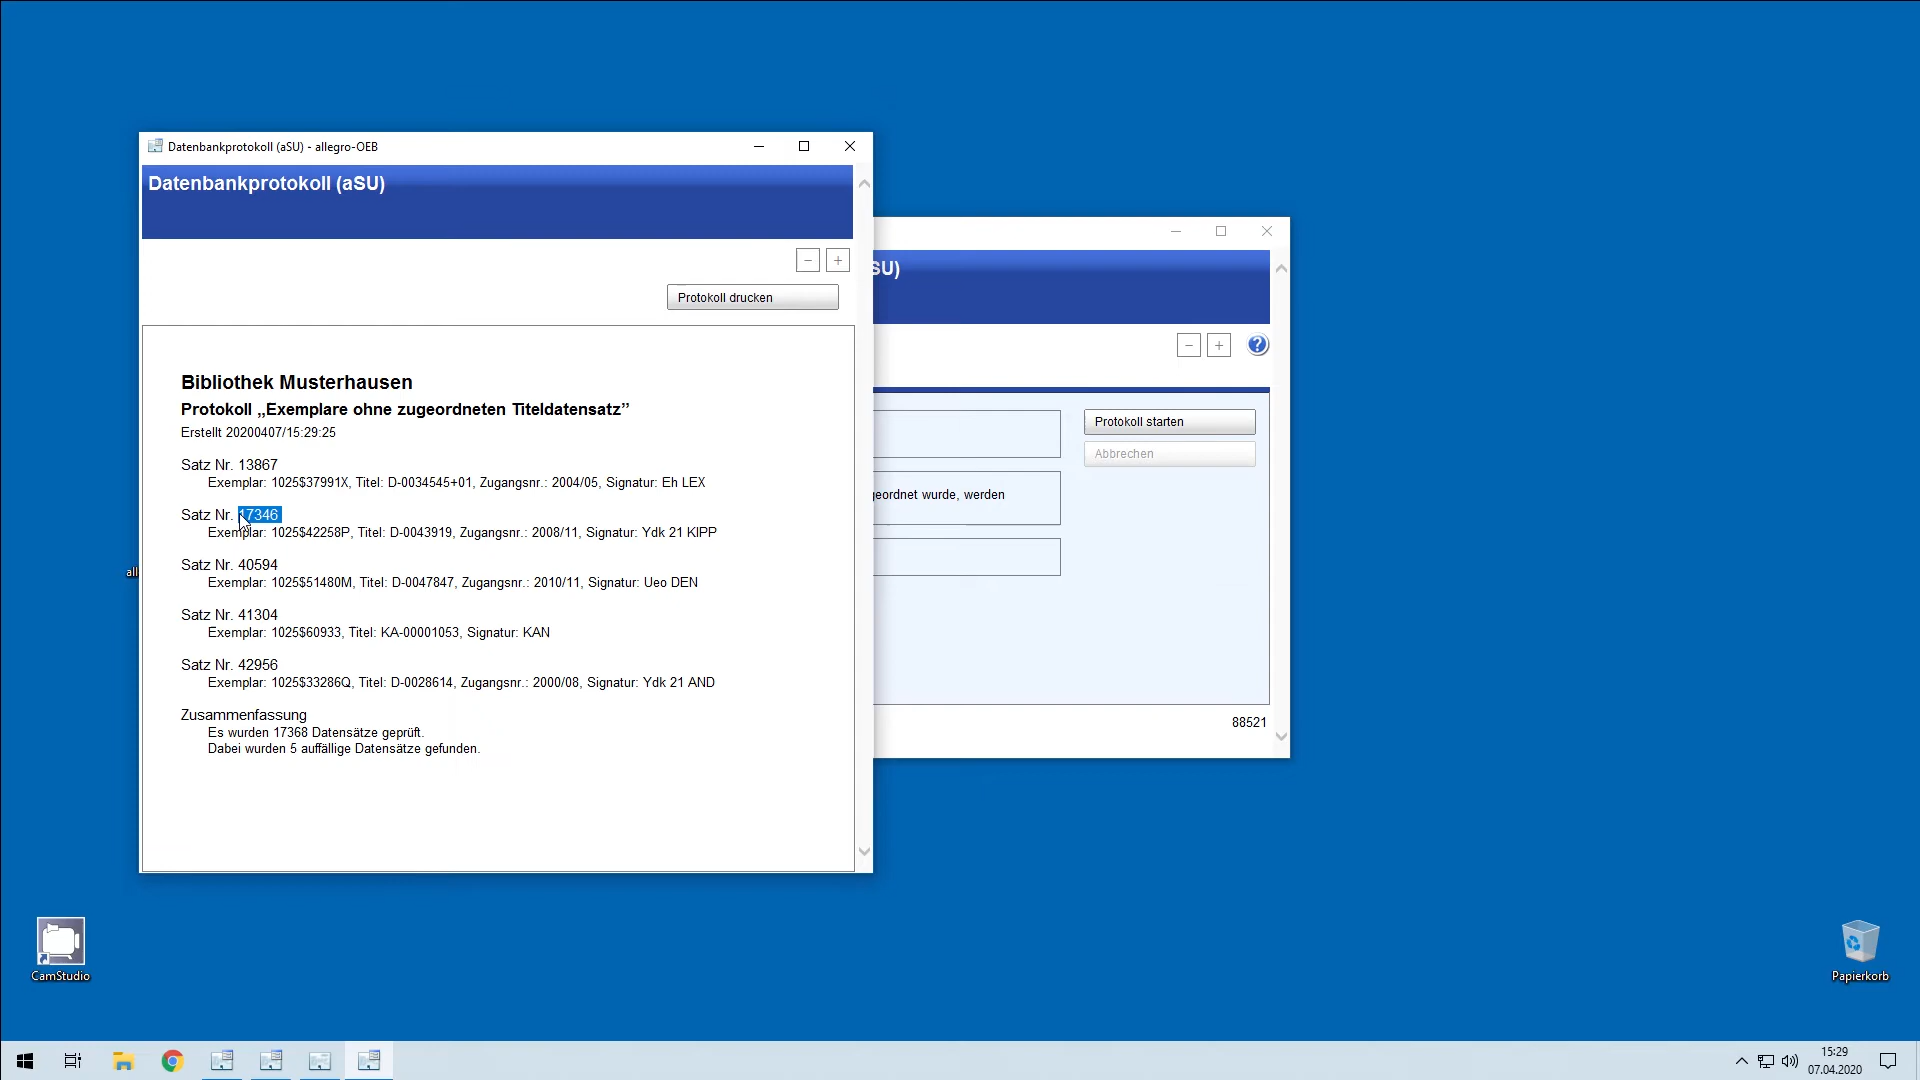 Datenbankprotokoll (aSU) - allegro-OEB
Datenbankprotokoll (aSU)
Protokoll drucken
Bibliothek Musterhausen
Protokoll „Exemplare ohne zugeordneten Titeldatensatz”
Erstellt 20200407/15:29:25
Satz Nr. 13867
Exemplar: 1025$37991X, Titel: D-0034545+01, Zugangsnr.: 2004/05, Signatur: Eh LEX
Satz Nr. 17346
Exemplar: 1025$42258P, Titel: D-0043919, Zugangsnr.: 2008/11, Signatur: Ydk 21 KIPP
Satz Nr. 40594
Exemplar: 1025$51480M, Titel: D-0047847, Zugangsnr.: 2010/11, Signatur: Ueo DEN
Satz Nr. 41304
Exemplar: 1025$60933, Titel: KA-00001053, Signatur: KAN
Satz Nr. 42956
Exemplar: 1025$33286Q, Titel: D-0028614, Zugangsnr.: 2000/08, Signatur: Ydk 21 AND
Zusammenfassung
Es wurden 17368 Datensätze geprüft.
Dabei wurden 5 auffällige Datensätze gefunden.
SU)
Protokoll starten
Abbrechen
geordnet wurde, werden
88521
all
CamStudio
Papierkorb
15:29
07.04.2020